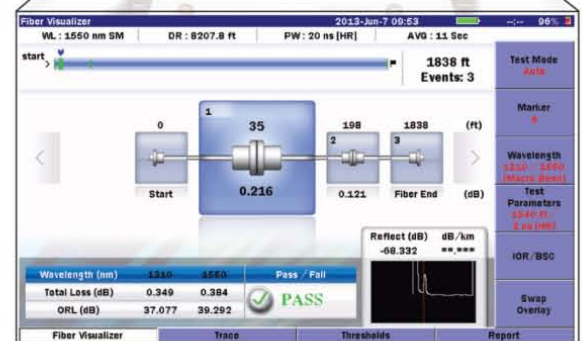 Fiber Visualizer 2013-Jun-7 09:53 --:-- 96%
WL : 1550 nm SM DR : 8207.8 ft PW : 20 ns [HR] AVG : 11 Sec
start 1838 ft
Events: 3
Test Mode
Auto
Marker
0 35 198 1838 (ft)
1 2 3
Start 0.216 0.121 Fiber End (dB)
Wavelength
1310 1550
(Macro Bend)
Test
Parameters
IOR/BSC
Swap
Overlay
Reflect (dB) dB/km
-68.332 **.***
Wavelength (nm) 1310 1550 Pass / Fail
Total Loss (dB) 0.349 0.384 PASS
ORL (dB) 37.077 39.292
Fiber Visualizer Trace Thresholds Report